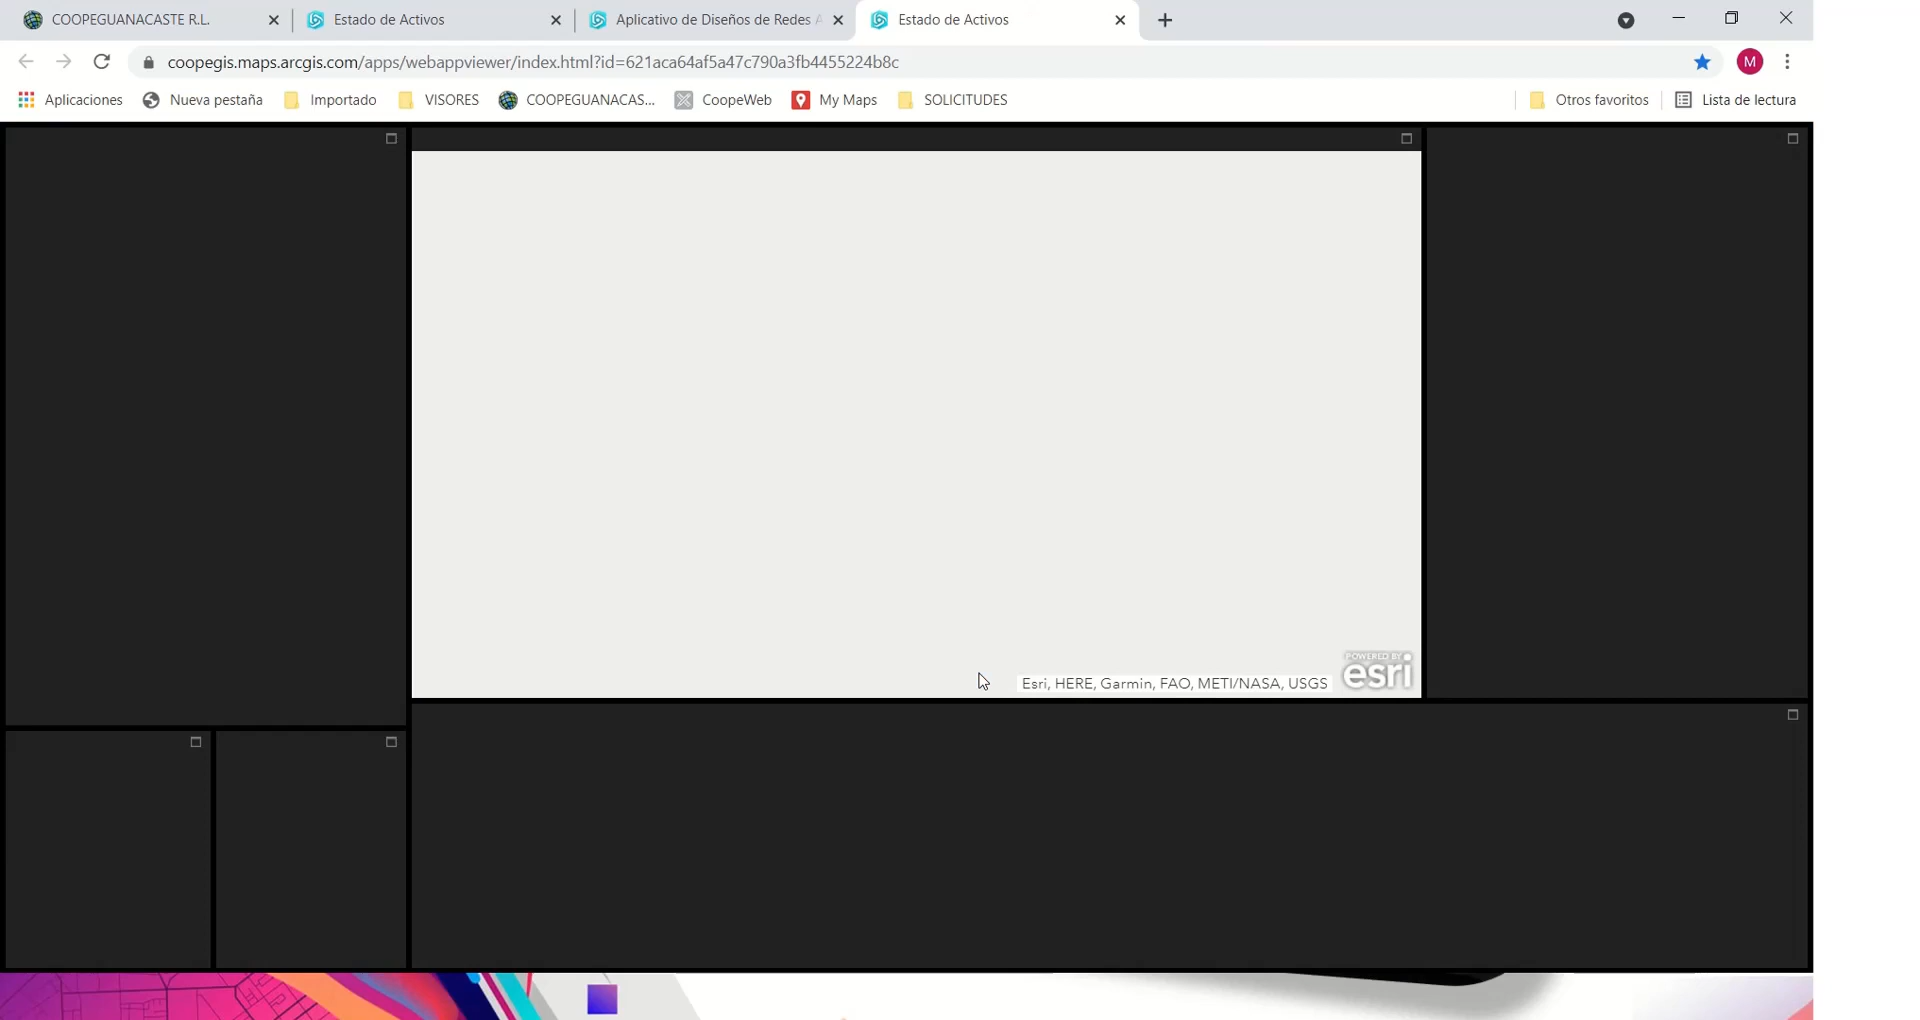 COOPEGUANACASTE R.L.
Estado de Activos
Aplicativo de Diseños de Redes A
Estado de Activos
coopegis.maps.arcgis.com/apps/webappviewer/index.html?id=621aca64af5a47c790a3fb4455224b8c
M
Aplicaciones
Nueva pestaña
Importado
VISORES
COOPEGUANACAS...
CoopeWeb
My Maps
SOLICITUDES
Otros favoritos
Lista de lectura
Esri, HERE, Garmin, FAO, METI/NASA, USGS
POWERED BY
esri